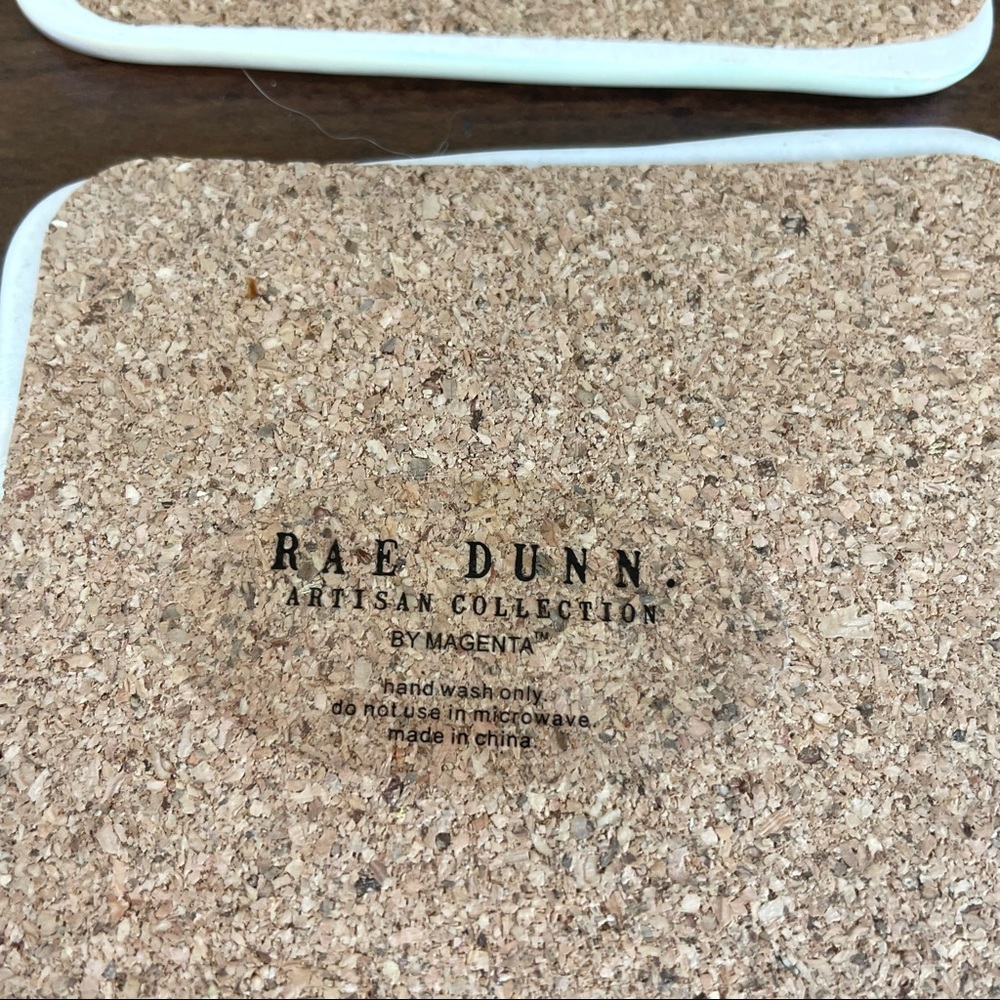 RAE DUNN.
ARTISAN COLLECTION
BY MAGENTA™
hand wash only.
do not use in microwave.
made in china.